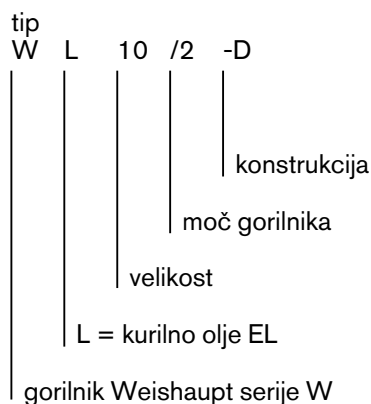 tip
W L 10 /2 -D
konstrukcija
moč gorilnika
velikost
L = kurilno olje EL
gorilnik Weishaupt serije W